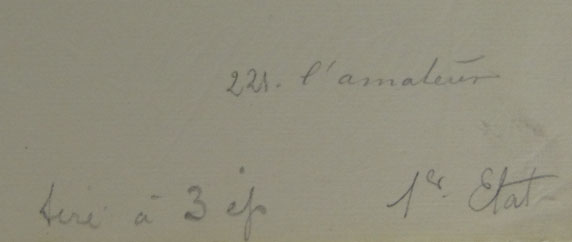 221. l'amateur
tiré à 3 ép
1er. Etat